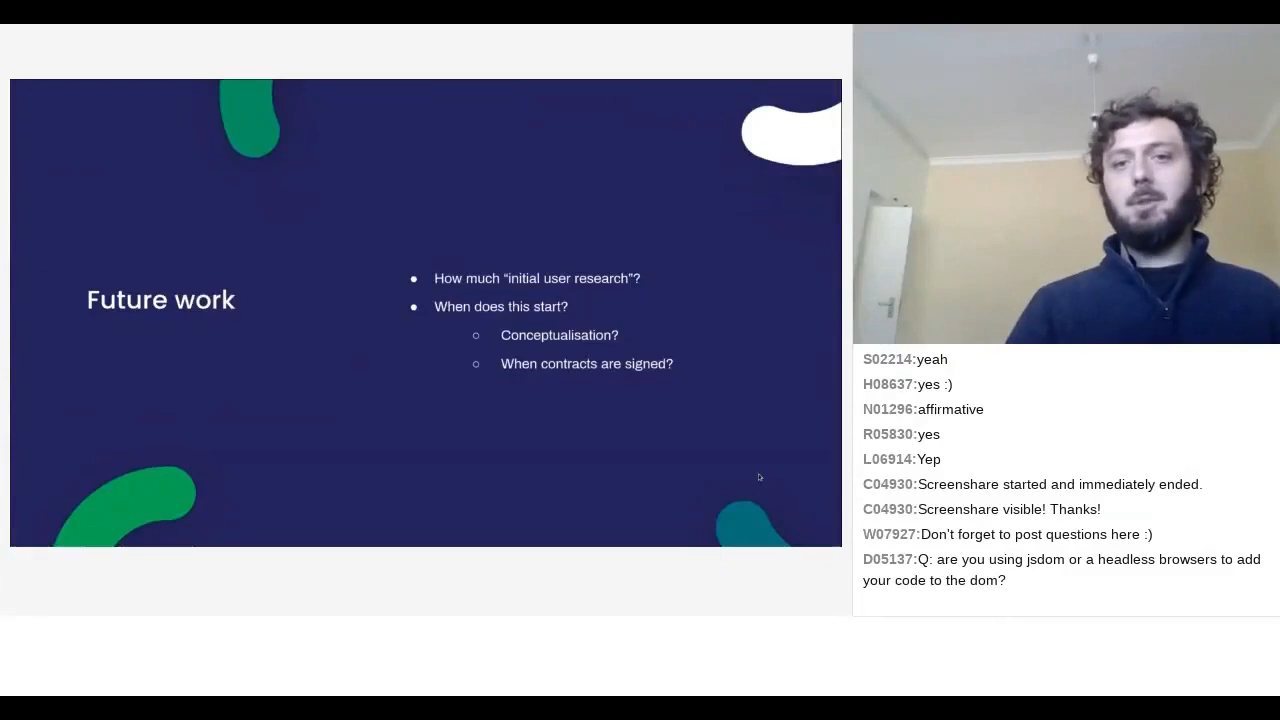 Future work
How much “initial user research”?
When does this start?
Conceptualisation?
When contracts are signed?
S02214:yeah
H08637:yes :)
N01296:affirmative
R05830:yes
L06914:Yep
C04930:Screenshare started and immediately ended.
C04930:Screenshare visible! Thanks!
W07927:Don't forget to post questions here :)
D05137:Q: are you using jsdom or a headless browsers to add
your code to the dom?